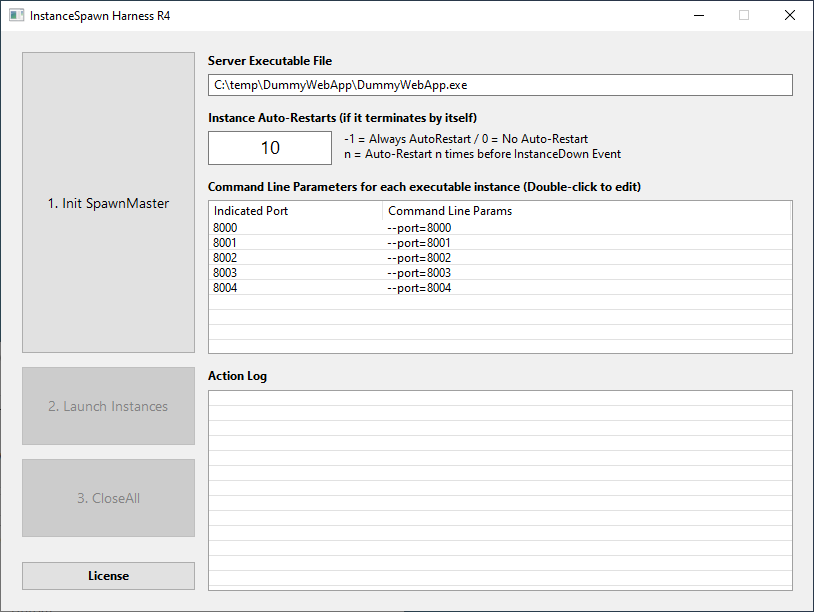 InstanceSpawn Harness R4
1. Init SpawnMaster
2. Launch Instances
3. CloseAll
License
Server Executable File
C:\temp\DummyWebApp\DummyWebApp.exe
Instance Auto-Restarts (if it terminates by itself)
10
-1 = Always AutoRestart / 0 = No Auto-Restart
n = Auto-Restart n times before InstanceDown Event
Command Line Parameters for each executable instance (Double-click to edit)
Indicated Port Command Line Params
8000 --port=8000
8001 --port=8001
8002 --port=8002
8003 --port=8003
8004 --port=8004
Action Log